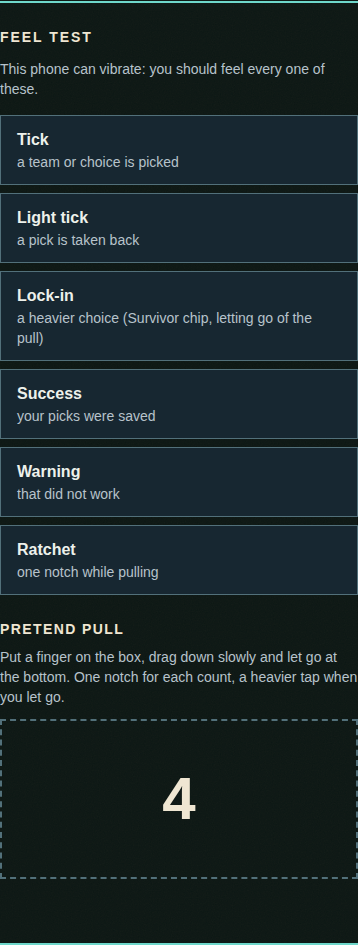 FEEL TEST
This phone can vibrate: you should feel every one of
these.
Tick
a team or choice is picked
Light tick
a pick is taken back
Lock-in
a heavier choice (Survivor chip, letting go of the
pull)
Success
your picks were saved
Warning
that did not work
Ratchet
one notch while pulling
PRETEND PULL
Put a finger on the box, drag down slowly and let go at
the bottom. One notch for each count, a heavier tap when
you let go.
4